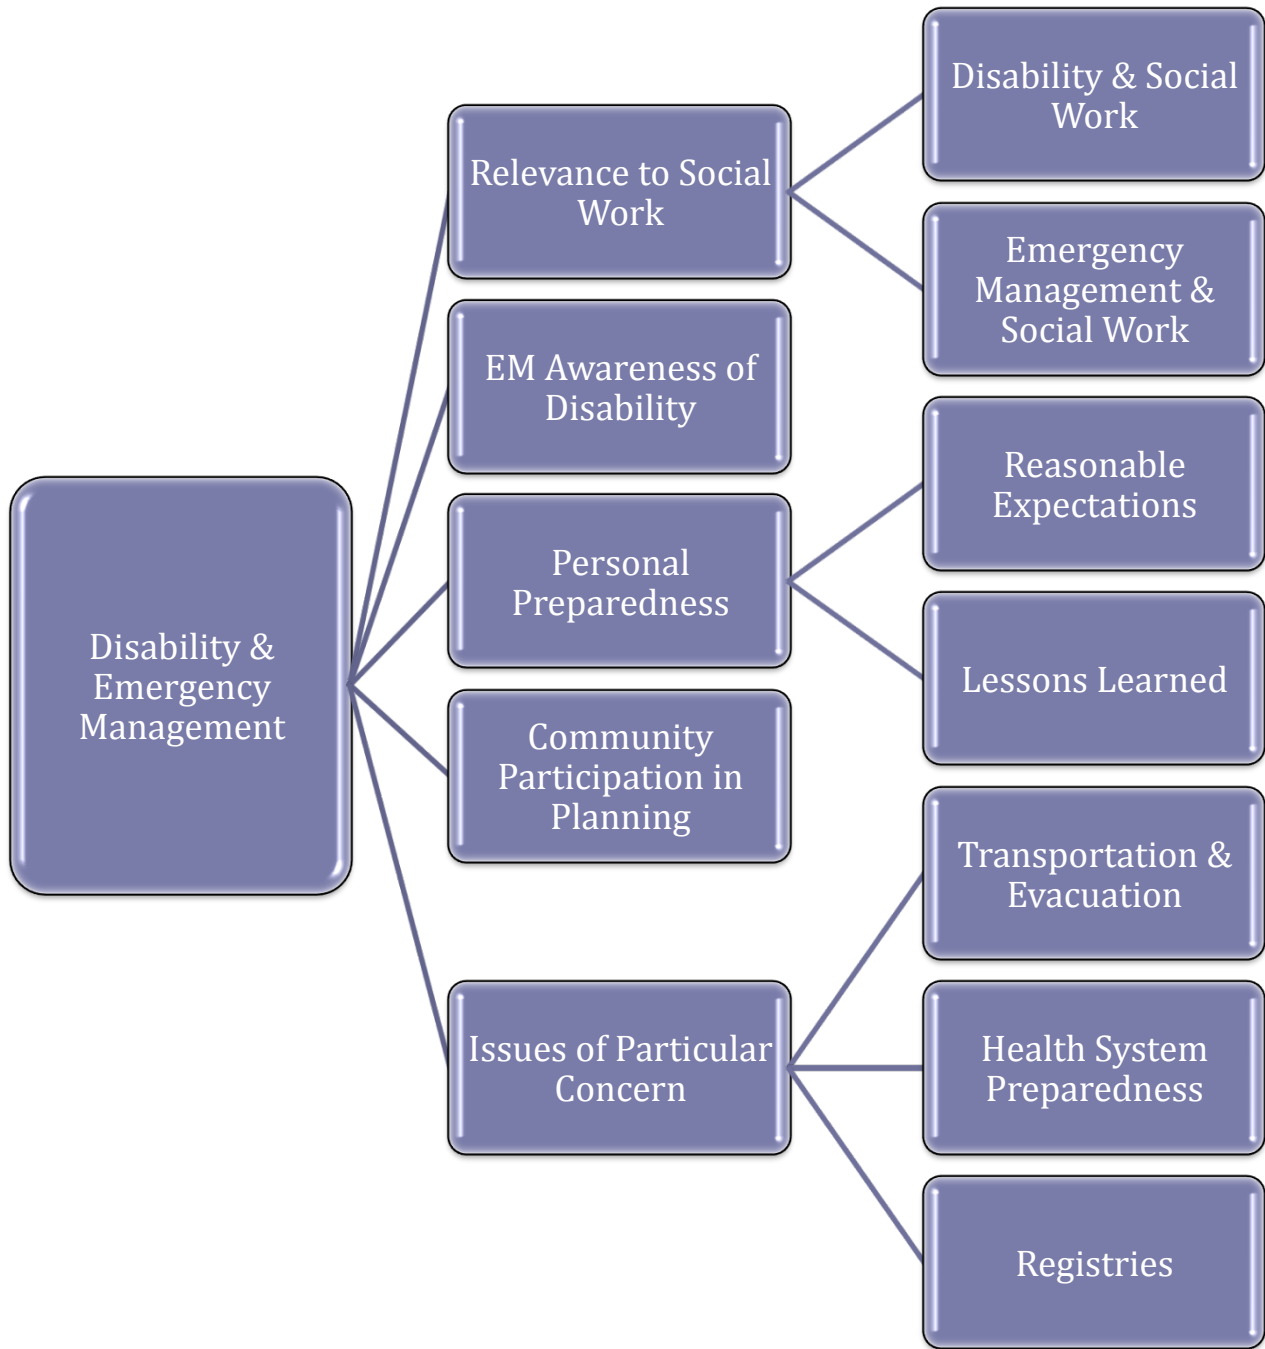 Disability &
Emergency
Management
Relevance to Social
Work
Disability & Social
Work
Emergency
Management &
Social Work
EM Awareness of
Disability
Personal
Preparedness
Reasonable
Expectations
Lessons Learned
Community
Participation in
Planning
Issues of Particular
Concern
Transportation &
Evacuation
Health System
Preparedness
Registries